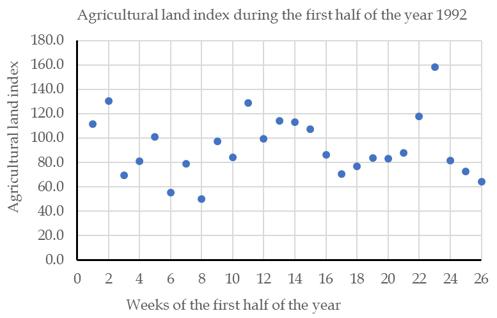 Agricultural land index during the first half of the year 1992
180.0
160.0
140.0
120.0
100.0
80.0
60.0
40.0
20.0
0.0
Agricultural land index
0 2 4 6 8 10 12 14 16 18 20 22 24 26
Weeks of the first half of the year